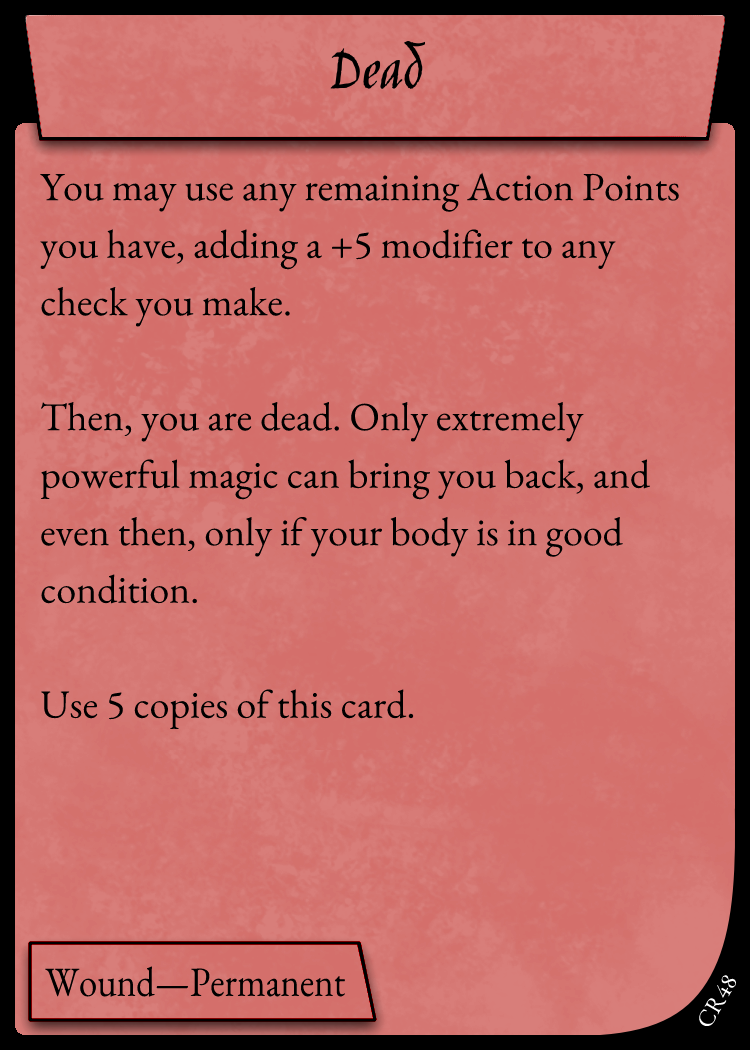 Dead
You may use any remaining Action Points
you have, adding a +5 modifier to any
check you make.
Then, you are dead. Only extremely
powerful magic can bring you back, and
even then, only if your body is in good
condition.
Use 5 copies of this card.
Wound—Permanent
CR48